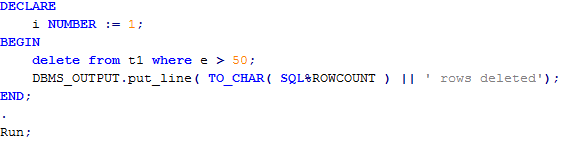 DECLARE
i NUMBER := 1;
BEGIN
delete from t1 where e > 50;
DBMS_OUTPUT.put_line( TO_CHAR( SQL%ROWCOUNT ) || ' rows deleted');
END;
.
Run;